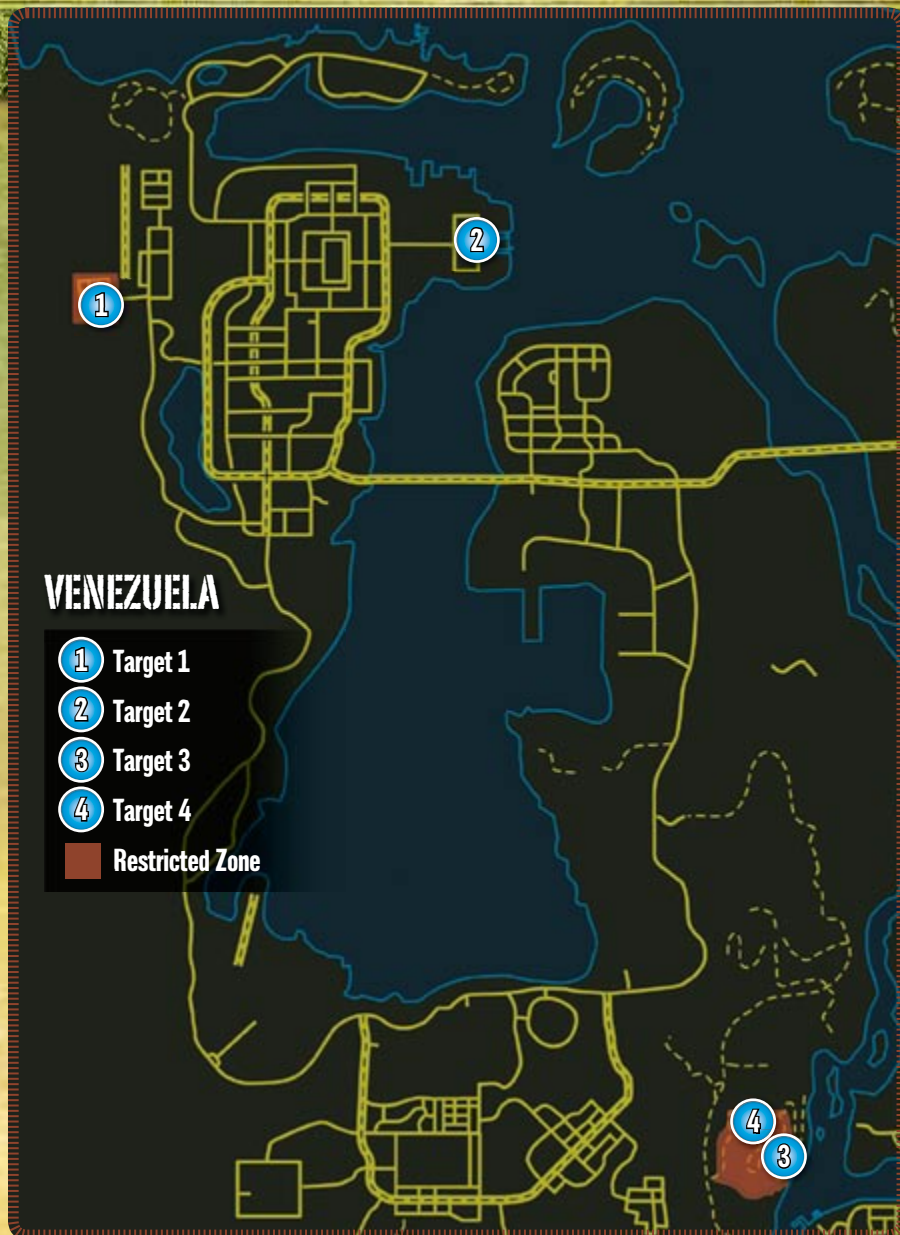 2
1
VENEZUELA
1 Target 1
2 Target 2
3 Target 3
4 Target 4
Restricted Zone
4
3